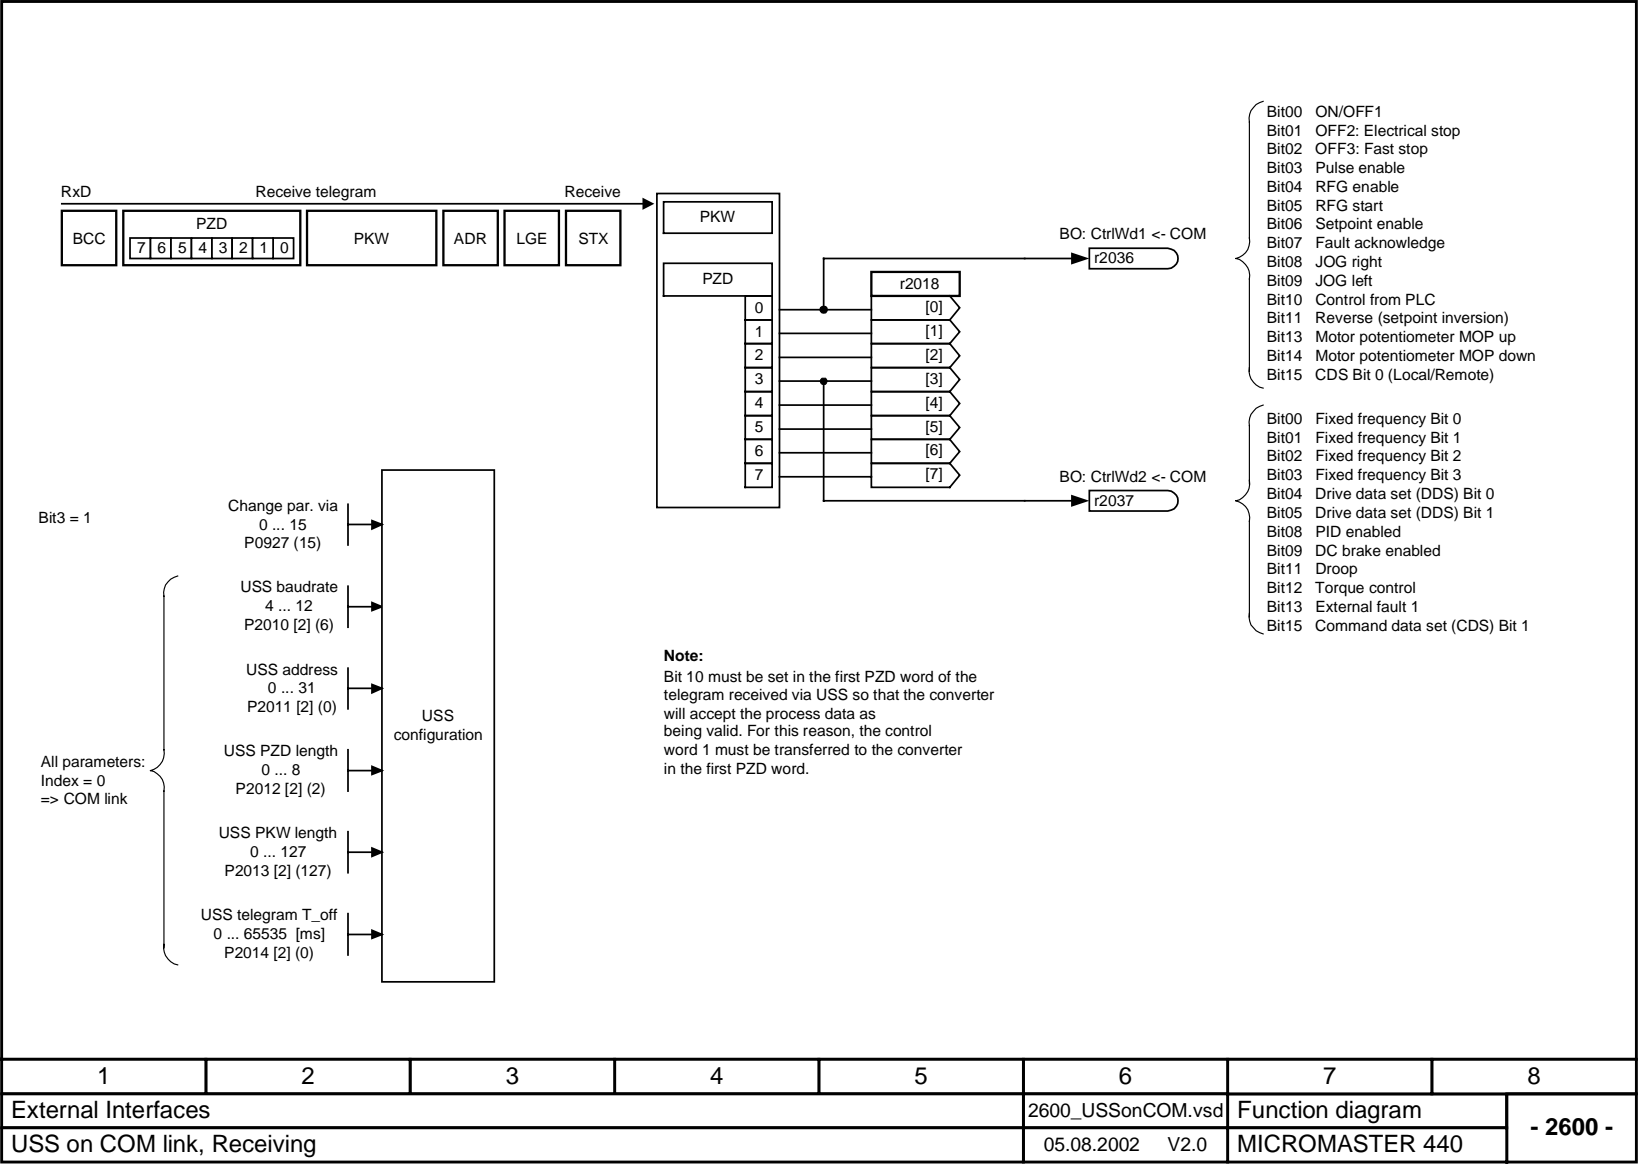 RxD Receive telegram Receive
BCC PZD PKW ADR LGE STX
7 6 5 4 3 2 1 0
PKW
PZD
0
1
2
3
4
5
6
7
r2018
[0]
[1]
[2]
[3]
[4]
[5]
[6]
[7]
BO: CtrlWd1 <- COM
r2036
Bit00 ON/OFF1
Bit01 OFF2: Electrical stop
Bit02 OFF3: Fast stop
Bit03 Pulse enable
Bit04 RFG enable
Bit05 RFG start
Bit06 Setpoint enable
Bit07 Fault acknowledge
Bit08 JOG right
Bit09 JOG left
Bit10 Control from PLC
Bit11 Reverse (setpoint inversion)
Bit13 Motor potentiometer MOP up
Bit14 Motor potentiometer MOP down
Bit15 CDS Bit 0 (Local/Remote)
BO: CtrlWd2 <- COM
r2037
Bit00 Fixed frequency Bit 0
Bit01 Fixed frequency Bit 1
Bit02 Fixed frequency Bit 2
Bit03 Fixed frequency Bit 3
Bit04 Drive data set (DDS) Bit 0
Bit05 Drive data set (DDS) Bit 1
Bit08 PID enabled
Bit09 DC brake enabled
Bit11 Droop
Bit12 Torque control
Bit13 External fault 1
Bit15 Command data set (CDS) Bit 1
Bit3 = 1
Change par. via
0 ... 15
P0927 (15)
USS baudrate
4 ... 12
P2010 [2] (6)
USS address
0 ... 31
P2011 [2] (0)
All parameters:
Index = 0
=> COM link
USS PZD length
0 ... 8
P2012 [2] (2)
USS PKW length
0 ... 127
P2013 [2] (127)
USS telegram T_off
0 ... 65535 [ms]
P2014 [2] (0)
USS
configuration
Note:
Bit 10 must be set in the first PZD word of the
telegram received via USS so that the converter
will accept the process data as
being valid. For this reason, the control
word 1 must be transferred to the converter
in the first PZD word.
1 2 3 4 5 6 7 8
External Interfaces 2600_USSonCOM.vsd Function diagram
USS on COM link, Receiving 05.08.2002 V2.0 MICROMASTER 440
- 2600 -